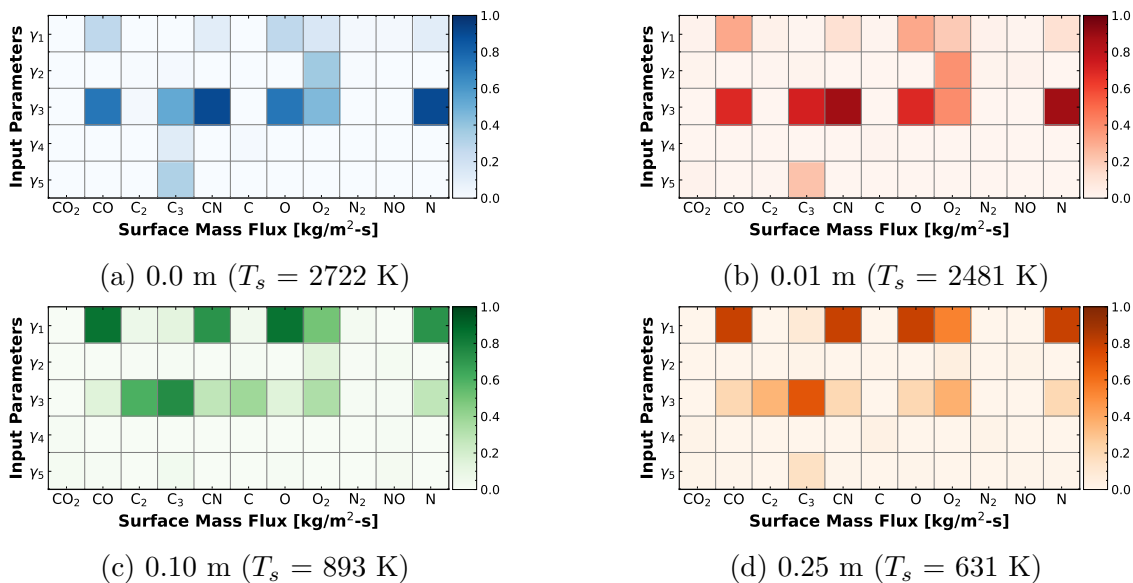 Input Parameters
γ₁
γ₂
γ₃
γ₄
γ₅
CO₂ CO C₂ C₃ CN C O O₂ N₂ NO N
Surface Mass Flux [kg/m²-s]
1.0
0.8
0.6
0.4
0.2
0.0
(a) 0.0 m (Tₛ = 2722 K)
Input Parameters
γ₁
γ₂
γ₃
γ₄
γ₅
CO₂ CO C₂ C₃ CN C O O₂ N₂ NO N
Surface Mass Flux [kg/m²-s]
1.0
0.8
0.6
0.4
0.2
0.0
(b) 0.01 m (Tₛ = 2481 K)
Input Parameters
γ₁
γ₂
γ₃
γ₄
γ₅
CO₂ CO C₂ C₃ CN C O O₂ N₂ NO N
Surface Mass Flux [kg/m²-s]
1.0
0.8
0.6
0.4
0.2
0.0
(c) 0.10 m (Tₛ = 893 K)
Input Parameters
γ₁
γ₂
γ₃
γ₄
γ₅
CO₂ CO C₂ C₃ CN C O O₂ N₂ NO N
Surface Mass Flux [kg/m²-s]
1.0
0.8
0.6
0.4
0.2
0.0
(d) 0.25 m (Tₛ = 631 K)